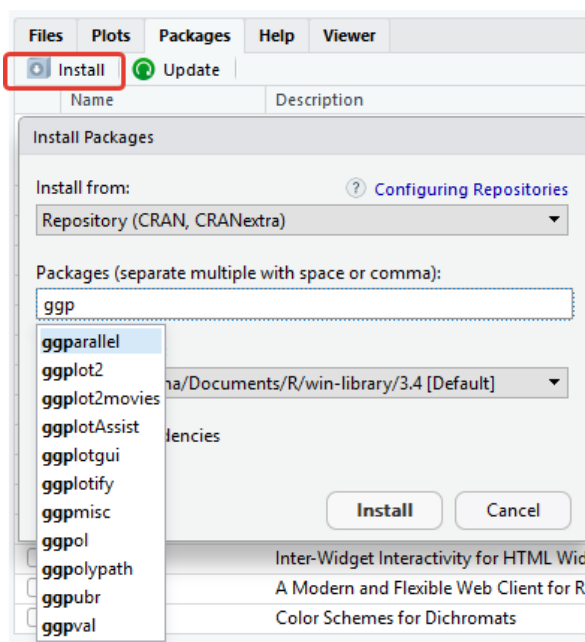 Files Plots Packages Help Viewer
Install Update
Name Description
Install Packages
Install from: ? Configuring Repositories
Repository (CRAN, CRANextra)
Packages (separate multiple with space or comma):
ggp
ggparallel
ggplot2
na/Documents/R/win-library/3.4 [Default]
ggplot2movies
ggplotAssist
dencies
ggplotgui
ggplotify
ggpmisc
Install Cancel
ggpol
Inter-Widget Interactivity for HTML Wid
ggpolypath
A Modern and Flexible Web Client for R
ggpubr
Color Schemes for Dichromats
ggpval